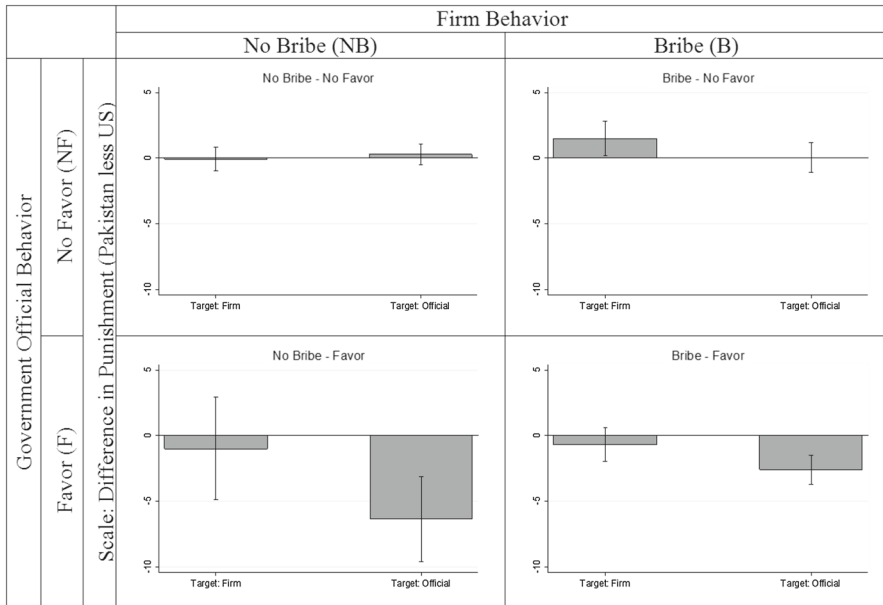 Firm Behavior
No Bribe (NB)
Bribe (B)
Government Official Behavior
No Favor (NF)
Favor (F)
Scale: Difference in Punishment (Pakistan less US)
No Bribe - No Favor
5
0
-5
-10
Target: Firm
Target: Official
Bribe - No Favor
5
0
-5
-10
Target: Firm
Target: Official
No Bribe - Favor
5
0
-5
-10
Target: Firm
Target: Official
Bribe - Favor
5
0
-5
-10
Target: Firm
Target: Official